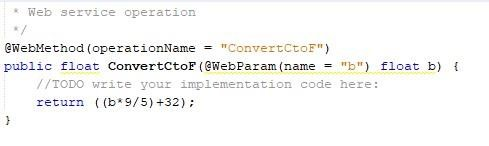 * Web service operation
*/
@WebMethod(operationName = "ConvertCtoF")
public float ConvertCtoF(@WebParam(name = "b") float b) {
//TODO write your implementation code here:
return ((b*9/5)+32);
}